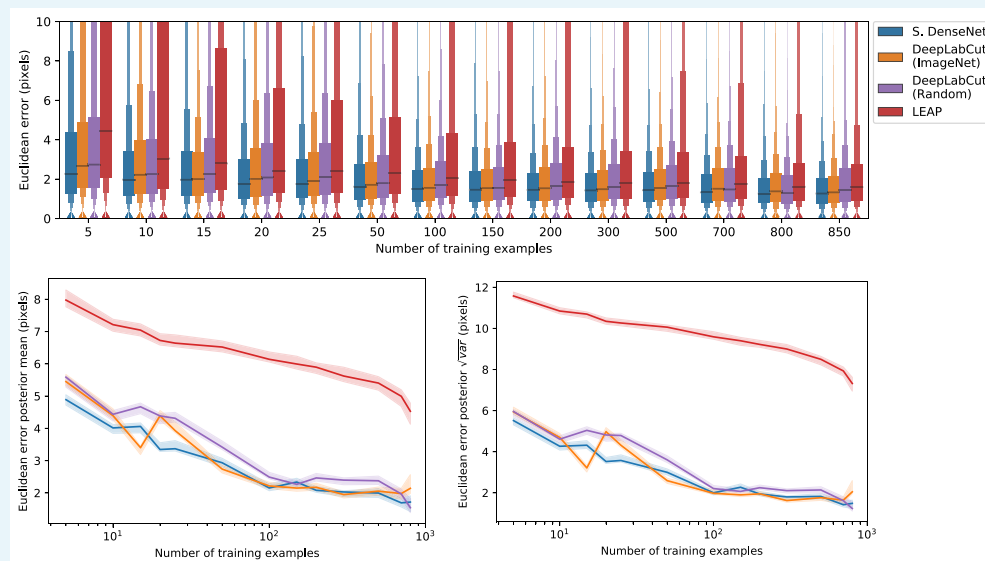 10
8
6
4
2
0
Euclidean error (pixels)
5 10 15 20 25 50 100 150 200 300 500 700 800 850
Number of training examples
S. DenseNet
DeepLabCut
(ImageNet)
DeepLabCut
(Random)
LEAP
8
7
6
5
4
3
2
Euclidean error posterior mean (pixels)
10¹ 10² 10³
Number of training examples
12
10
8
6
4
2
Euclidean error posterior √var (pixels)
10¹ 10² 10³
Number of training examples